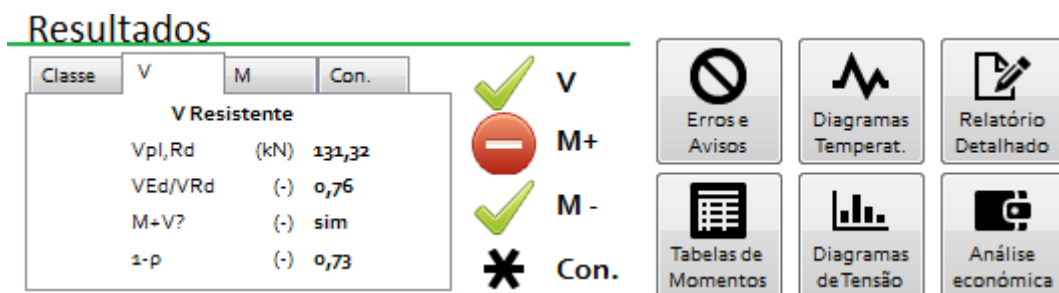 Resultados
Classe V M Con.
V Resistente
Vpl,Rd (kN) 131,32
VEd/VRd (-) 0,76
M+V? (-) sim
1-ρ (-) 0,73
V
M+
M -
Con.
Erros e
Avisos
Diagramas
Temperat.
Relatório
Detalhado
Tabelas de
Momentos
Diagramas
de Tensão
Análise
económica